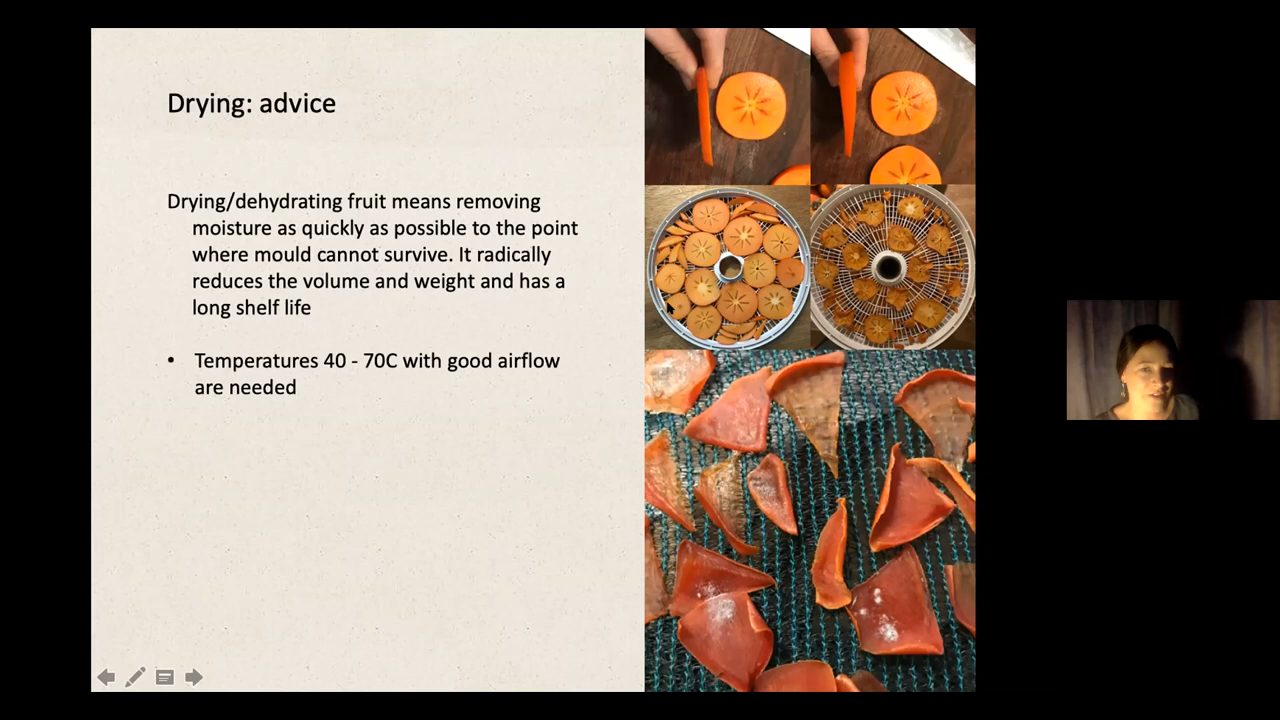 Drying: advice
Drying/dehydrating fruit means removing
moisture as quickly as possible to the point
where mould cannot survive. It radically
reduces the volume and weight and has a
long shelf life
• Temperatures 40 - 70C with good airflow
are needed